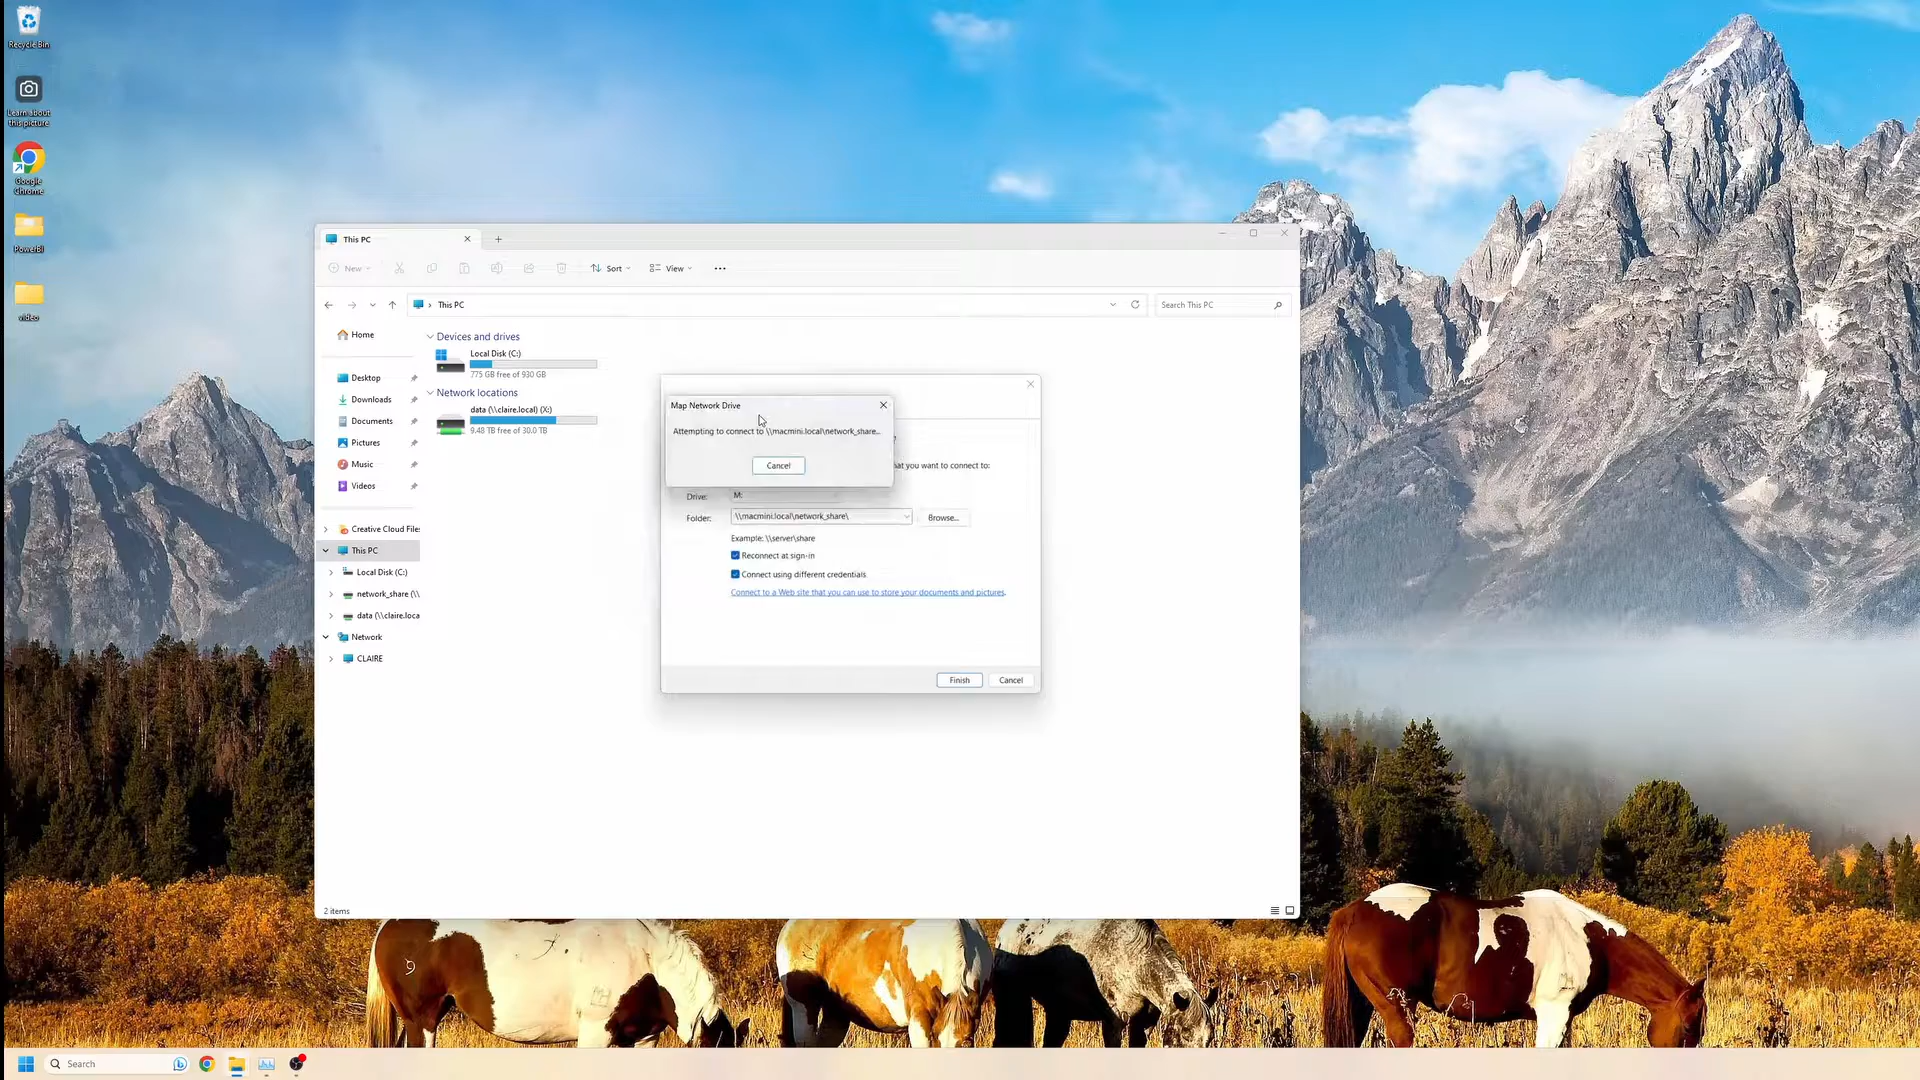 Recycle Bin
Learn about
this picture
Google
Chrome
PowerBI
video
This PC
New
Sort
View
This PC
Search This PC
Home
Desktop
Downloads
Documents
Pictures
Music
Videos
Creative Cloud Files
This PC
Local Disk (C:)
network_share (\\
data (\\claire.loca
Network
CLAIRE
Devices and drives
Local Disk (C:)
775 GB free of 930 GB
Network locations
data (\\claire.local) (X:)
9.48 TB free of 30.0 TB
Map Network Drive
Attempting to connect to \\macmini.local\network_share...
Cancel
?
at you want to connect to:
Drive: M:
Folder: \\macmini.local\network_share\ Browse...
Example: \\server\share
Reconnect at sign-in
Connect using different credentials
Connect to a Web site that you can use to store your documents and pictures.
Finish Cancel
2 items
Search